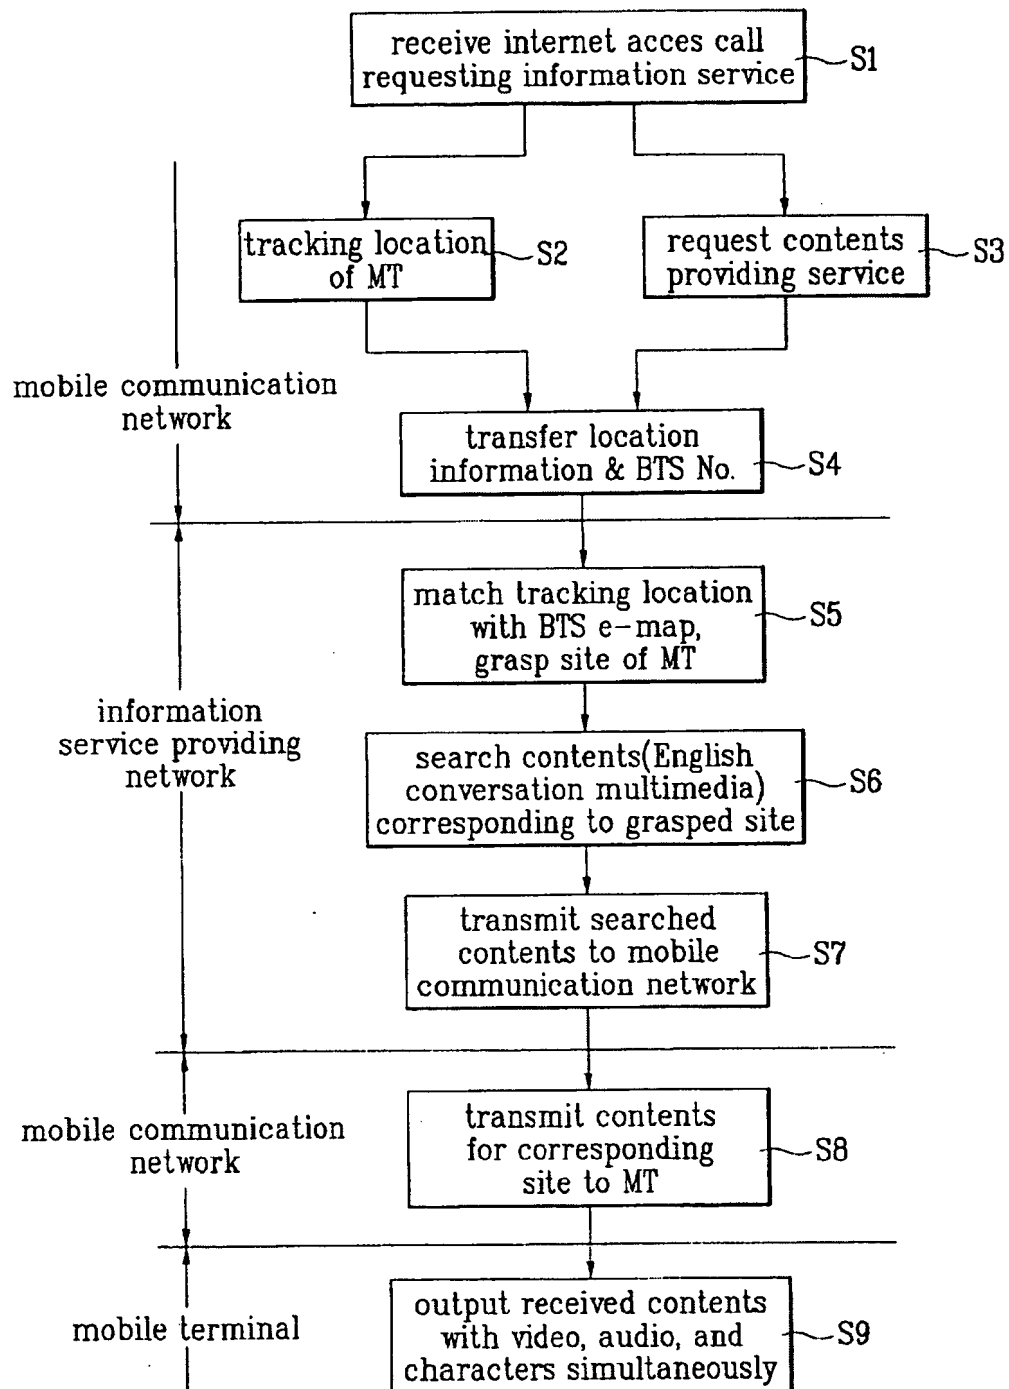 receive internet acces call
requesting information service
S1
tracking location
of MT
S2
request contents
providing service
S3
mobile communication
network
transfer location
information & BTS No.
S4
match tracking location
with BTS e-map,
grasp site of MT
S5
information
service providing
network
search contents(English
conversation multimedia)
corresponding to grasped site
S6
transmit searched
contents to mobile
communication network
S7
mobile communication
network
transmit contents
for corresponding
site to MT
S8
mobile terminal
output received contents
with video, audio, and
characters simultaneously
S9